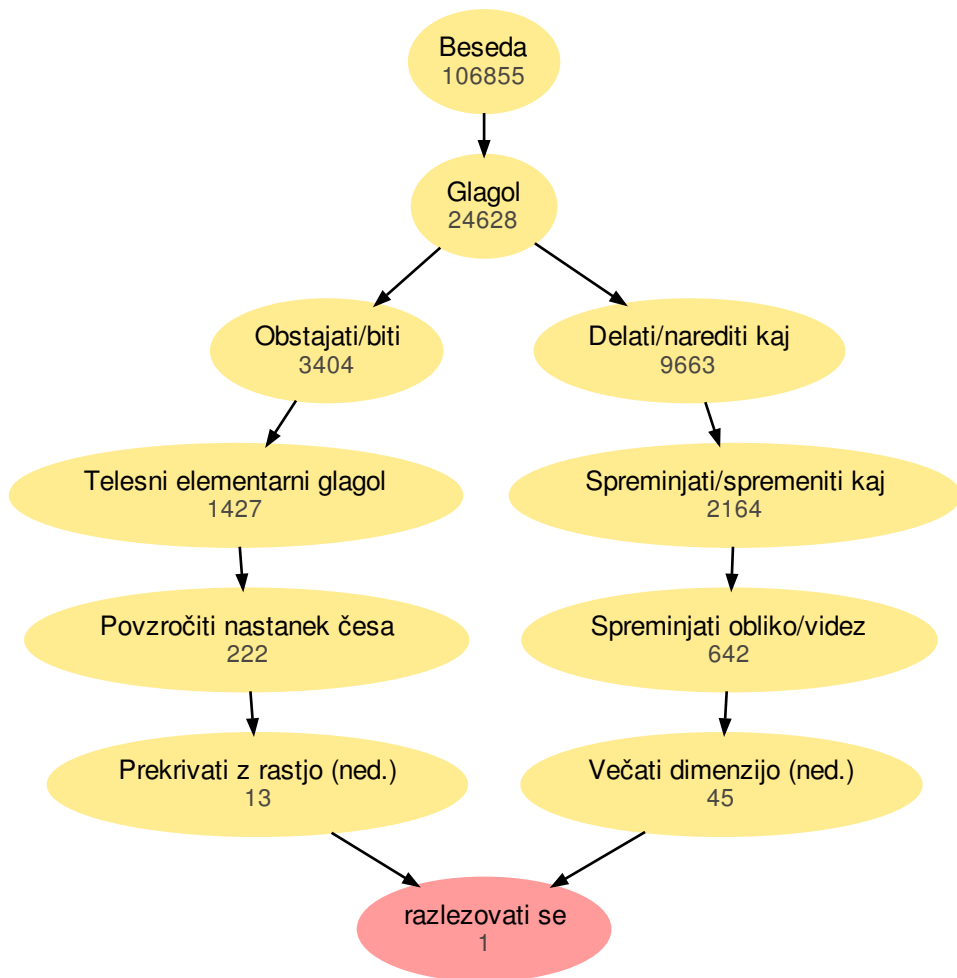 Beseda
106855
Glagol
24628
Obstajati/biti
3404
Delati/narediti kaj
9663
Telesni elementarni glagol
1427
Spreminjati/spremeniti kaj
2164
Povzročiti nastanek česa
222
Spreminjati obliko/videz
642
Prekrivati z rastjo (ned.)
13
Večati dimenzijo (ned.)
45
razlezovati se
1